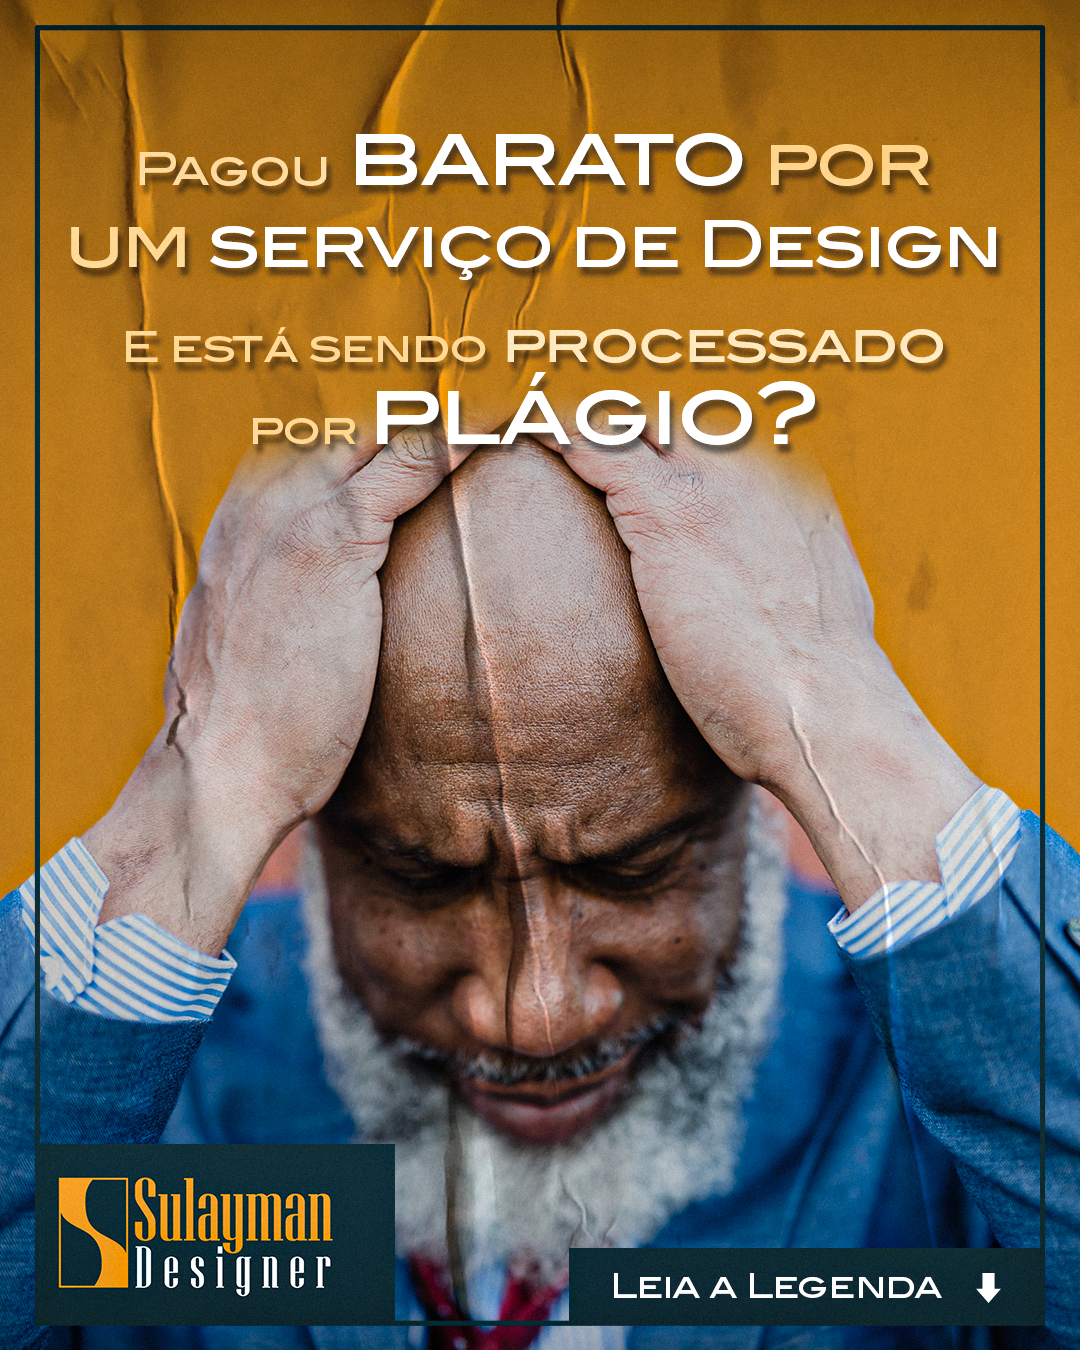 Pagou BARATO por
um serviço de Design
E está sendo processado
por PLÁGIO?
Sulayman
Designer
Leia a Legenda